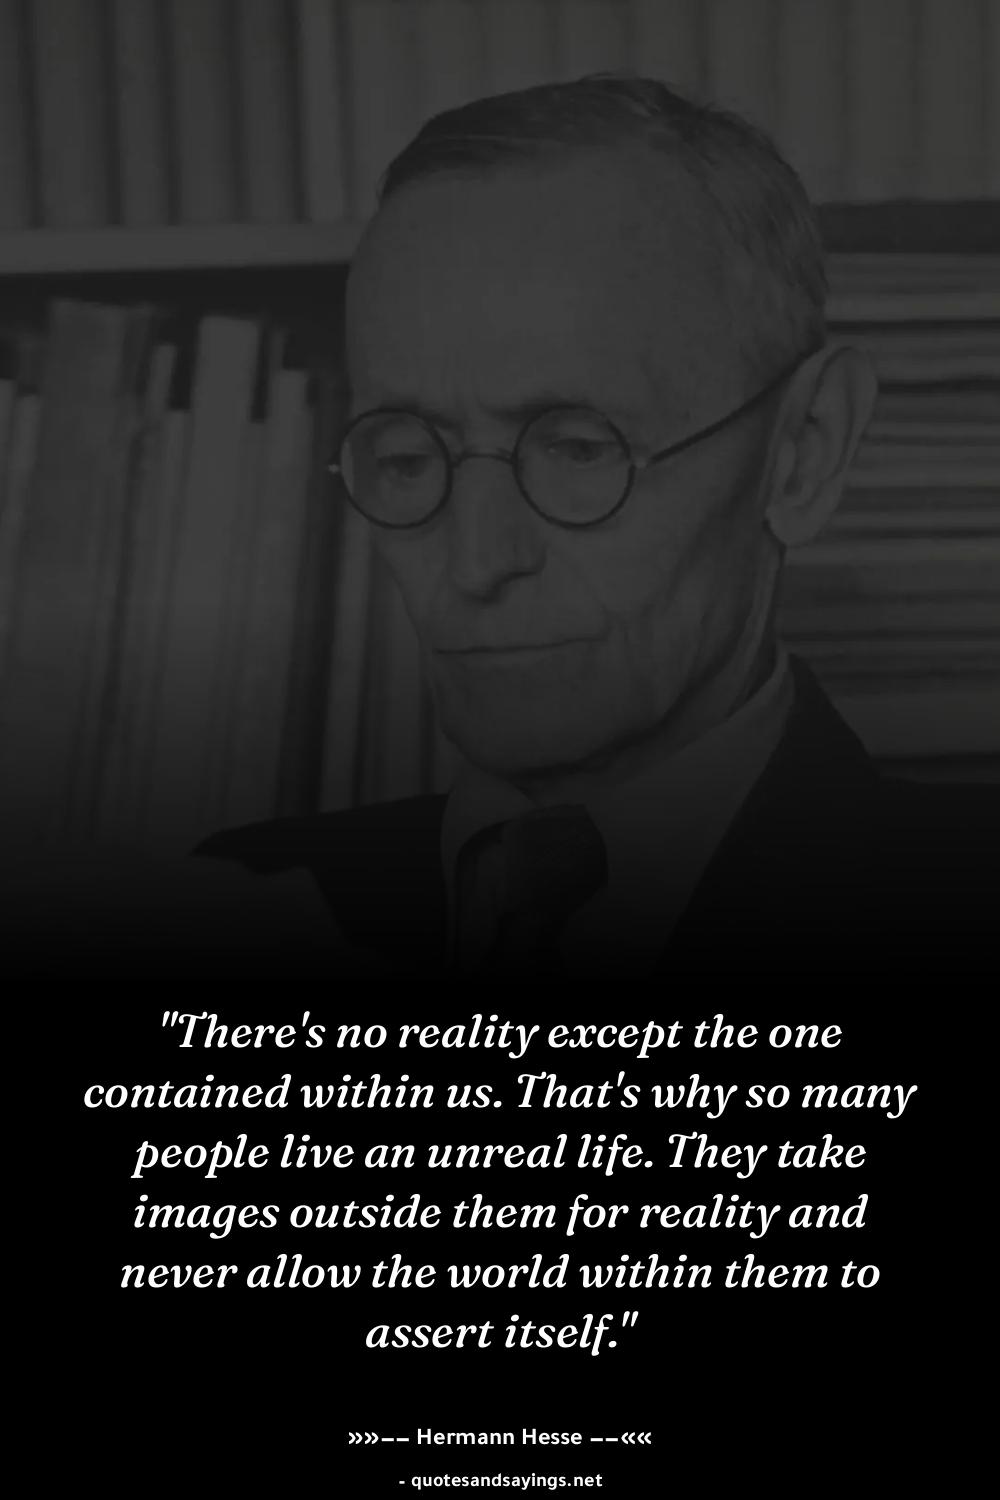 "There's no reality except the one
contained within us. That's why so many
people live an unreal life. They take
images outside them for reality and
never allow the world within them to
assert itself."
»»–– Hermann Hesse ––««
- quotesandsayings.net